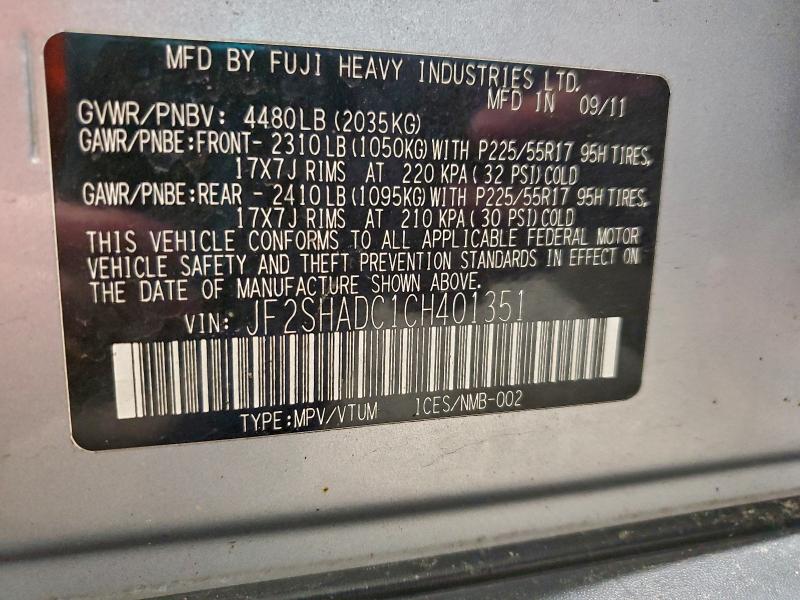 MFD BY FUJI HEAVY INDUSTRIES LTD.
MFD IN 09/11
GVWR/PNBV: 4480LB(2035KG)
GAWR/PNBE:FRONT-2310LB(1050KG)WITH P225/55R17 95H TIRES,
17X7J RIMS AT 220 KPA(32 PSI)COLD
GAWR/PNBE:REAR -2410LB(1095KG)WITH P225/55R17 95H TIRES,
17X7J RIMS AT 210 KPA(30 PSI)COLD
THIS VEHICLE CONFORMS TO ALL APPLICABLE FEDERAL MOTOR
VEHICLE SAFETY AND THEFT PREVENTION STANDARDS IN EFFECT ON
THE DATE OF MANUFACTURE SHOWN ABOVE.
VIN: JF2SHADC1CH401351
TYPE:MPV/VTUM ICES/NMB-002